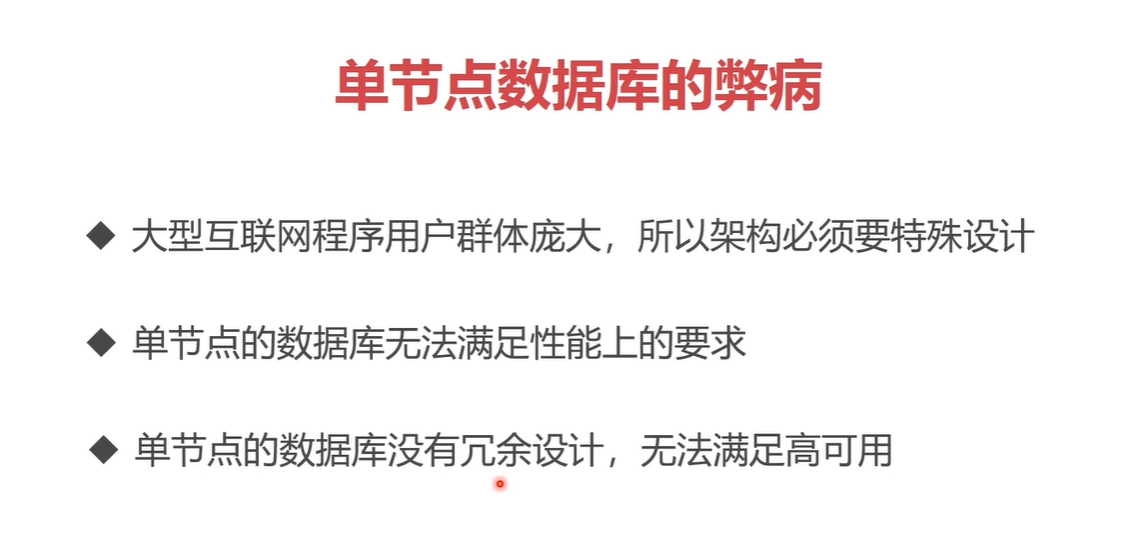 单节点数据库的弊病
◆ 大型互联网程序用户群体庞大，所以架构必须要特殊设计
◆ 单节点的数据库无法满足性能上的要求
◆ 单节点的数据库没有冗余设计，无法满足高可用